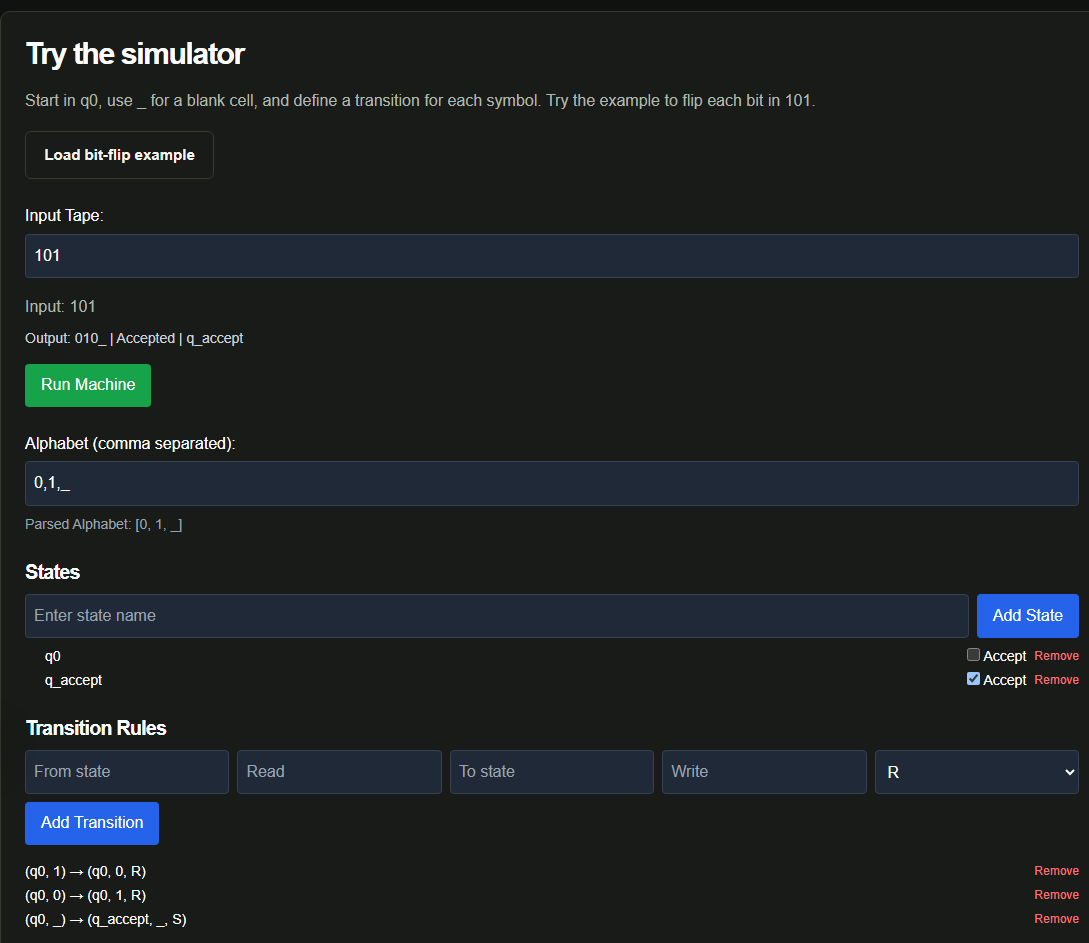 Try the simulator
Start in q0, use _ for a blank cell, and define a transition for each symbol. Try the example to flip each bit in 101.
Load bit-flip example
Input Tape:
101
Input: 101
Output: 010_ | Accepted | q_accept
Run Machine
Alphabet (comma separated):
0,1,_
Parsed Alphabet: [0, 1, _]
States
Enter state name Add State
q0 Accept Remove
q_accept Accept Remove
Transition Rules
From state Read To state Write R
Add Transition
(q0, 1) → (q0, 0, R) Remove
(q0, 0) → (q0, 1, R) Remove
(q0, _) → (q_accept, _, S) Remove